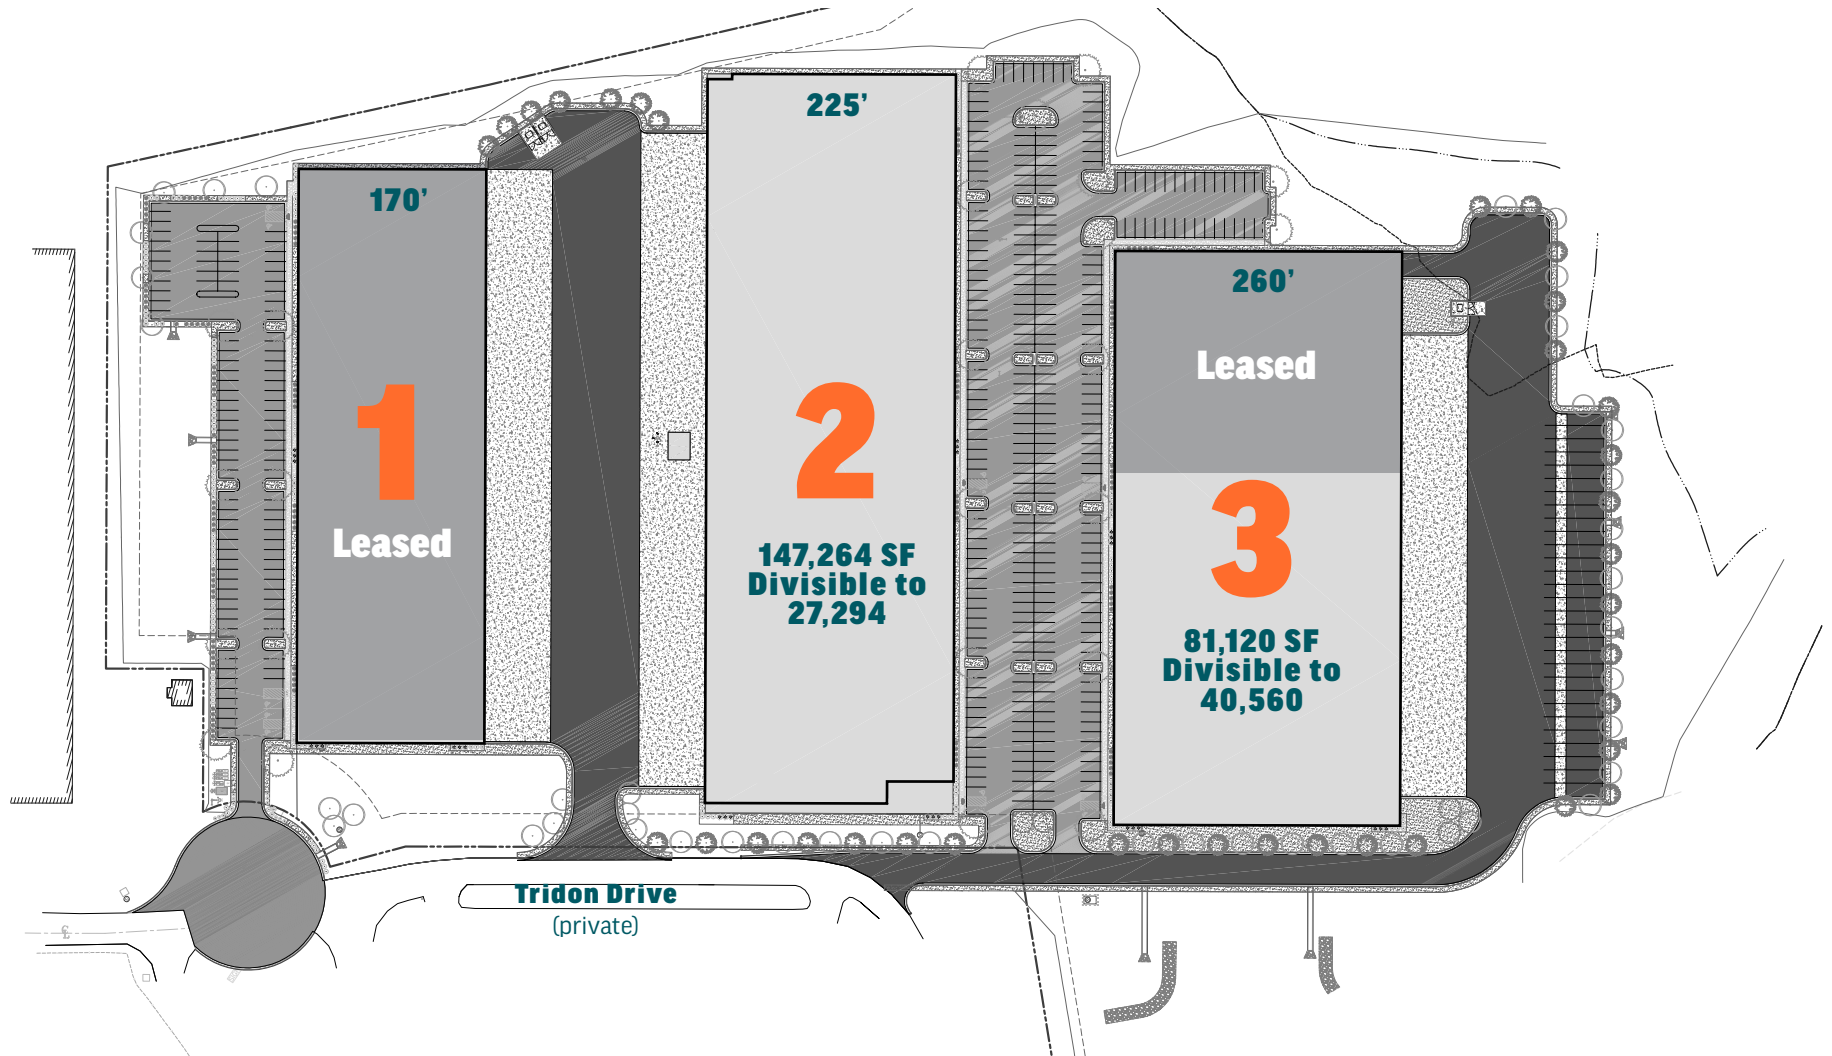 225’
170’
260’
Leased
1
2
3
Leased
147,264 SF
Divisible to
27,294
81,120 SF
Divisible to
40,560
Tridon Drive
(private)